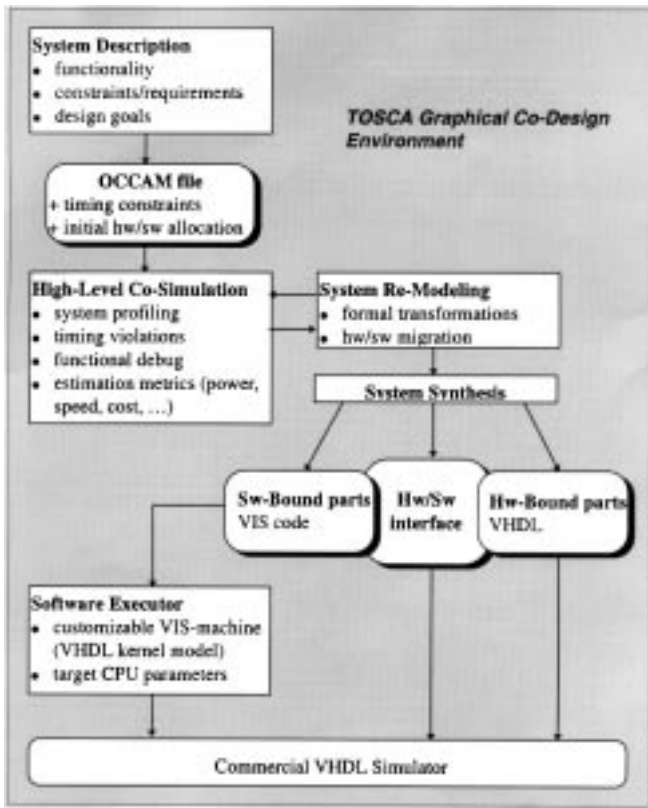 System Description
• functionality
• constraints/requirements
• design goals
TOSCA Graphical Co-Design
Environment
OCCAM file
+ timing constraints
+ initial hw/sw allocation
High-Level Co-Simulation
• system profiling
• timing violations
• functional debug
• estimation metrics (power,
speed, cost, …)
System Re-Modeling
• formal transformations
• hw/sw migration
System Synthesis
Sw-Bound parts
VIS code
Hw/Sw
interface
Hw-Bound parts
VHDL
Software Executor
• customizable VIS-machine
(VHDL kernel model)
• target CPU parameters
Commercial VHDL Simulator